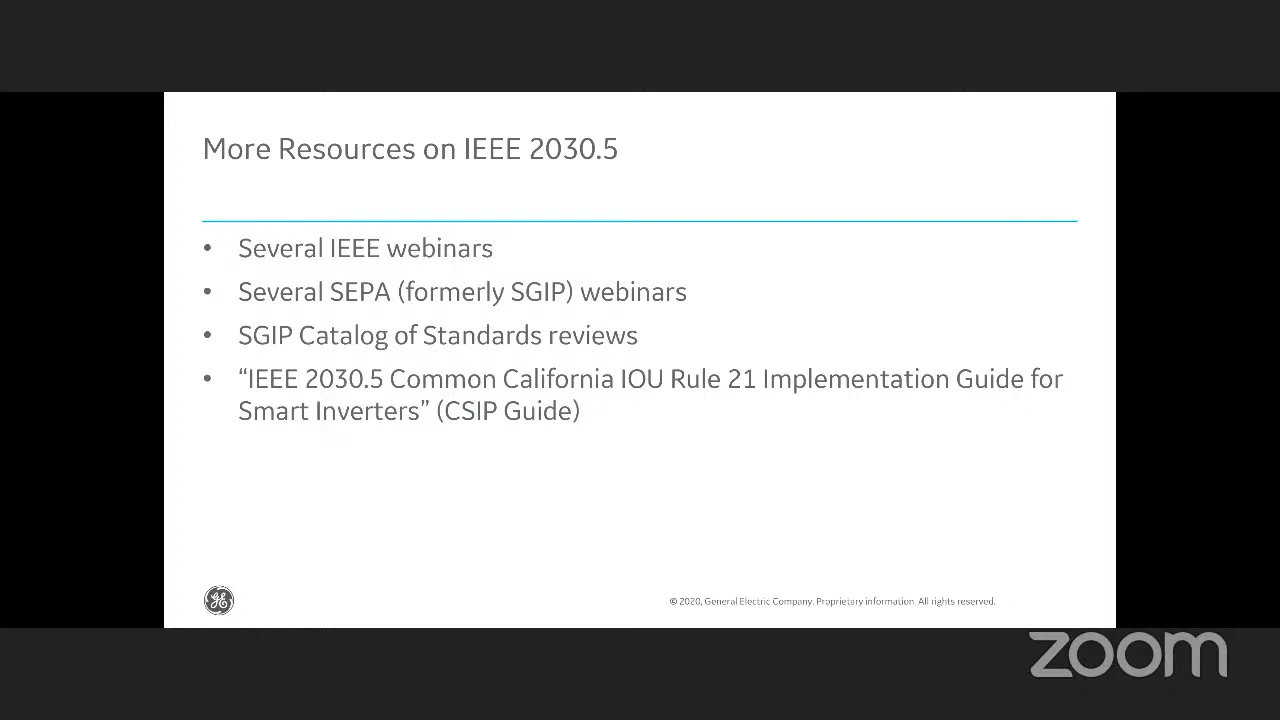 More Resources on IEEE 2030.5
• Several IEEE webinars
• Several SEPA (formerly SGIP) webinars
• SGIP Catalog of Standards reviews
• “IEEE 2030.5 Common California IOU Rule 21 Implementation Guide for
Smart Inverters” (CSIP Guide)
GE
© 2020, General Electric Company. Proprietary information. All rights reserved.
zoom